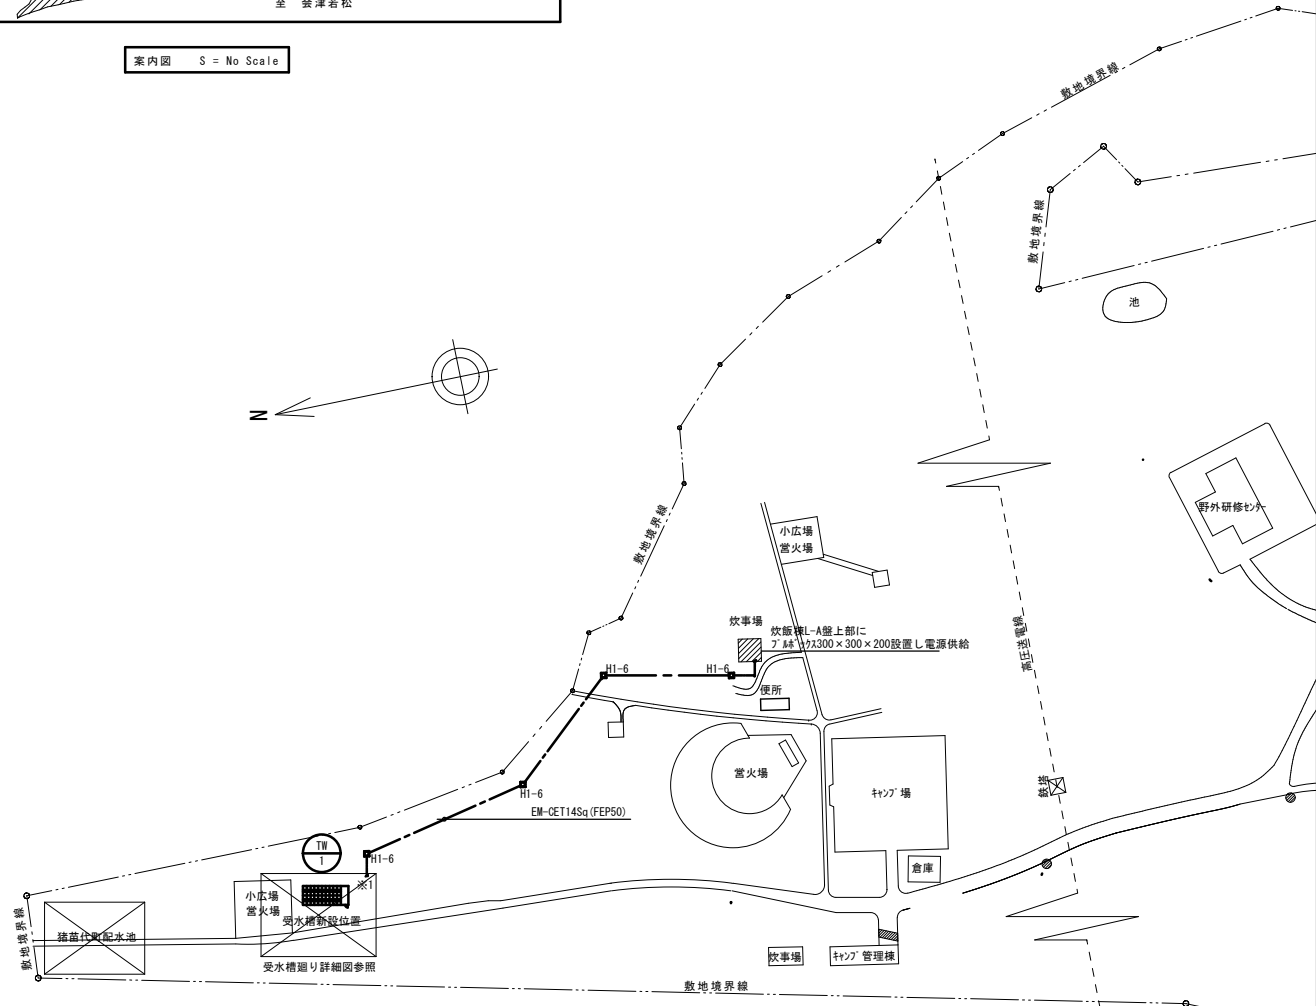 至　会津若松
案内図　S = No Scale
敷地境界線
敷地境界線
池
N
野外研修ｾﾝﾀｰ
敷地境界線
小広場
営火場
炊事場
炊飯棟L-A盤上部に
ﾌﾟﾙﾎﾞｯｸｽ300×300×200設置し電源供給
高圧送電線
H1-6
H1-6
便所
営火場
ｷｬﾝﾌﾟ場
鉄塔
H1-6
EM-CET14Sq(FEP50)
TW
1
H1-6
※1
倉庫
小広場
営火場
受水槽新設位置
敷地境界線
猪苗代町配水池
受水槽廻り詳細図参照
炊事場
ｷｬﾝﾌﾟ管理棟
敷地境界線